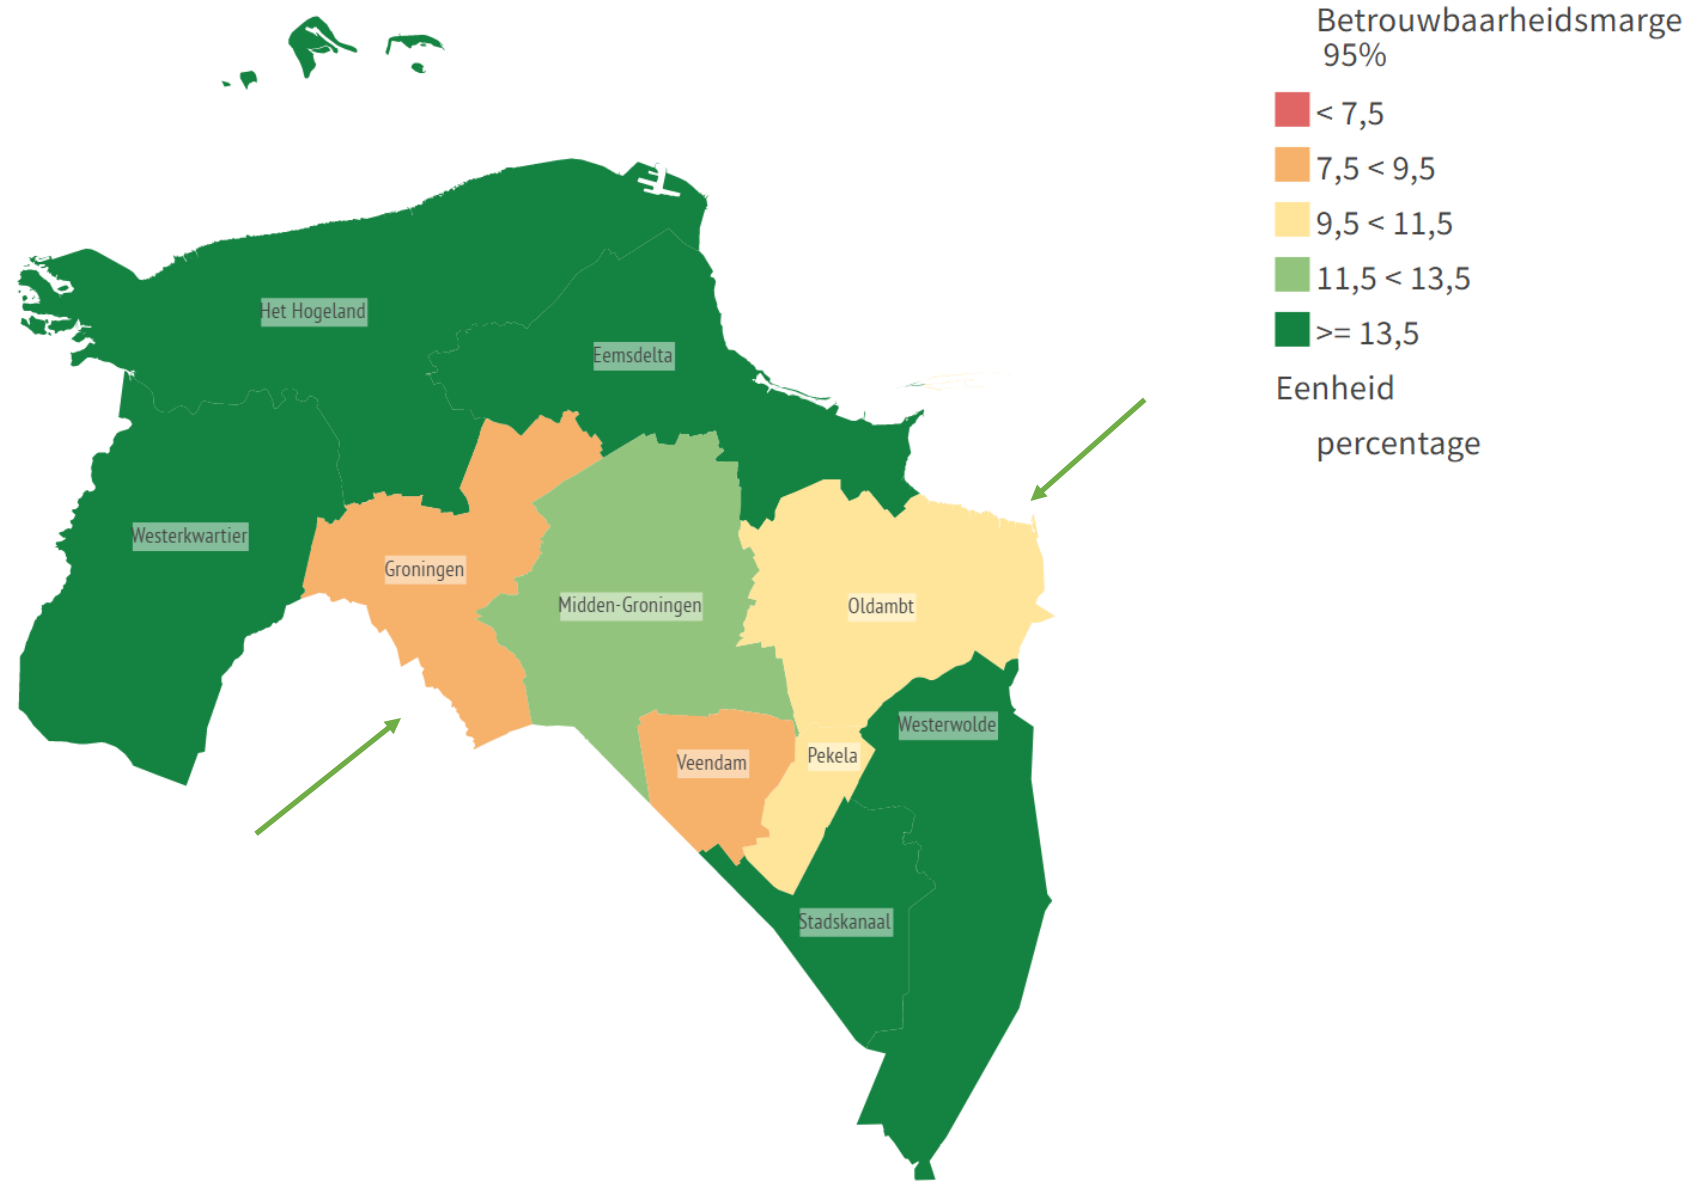 Betrouwbaarheidsmarge
95%
< 7,5
7,5 < 9,5
9,5 < 11,5
11,5 < 13,5
>= 13,5
Eenheid
percentage
Het Hogeland
Eemsdelta
Westerkwartier
Groningen
Midden-Groningen
Oldambt
Westerwolde
Veendam
Pekela
Stadskanaal